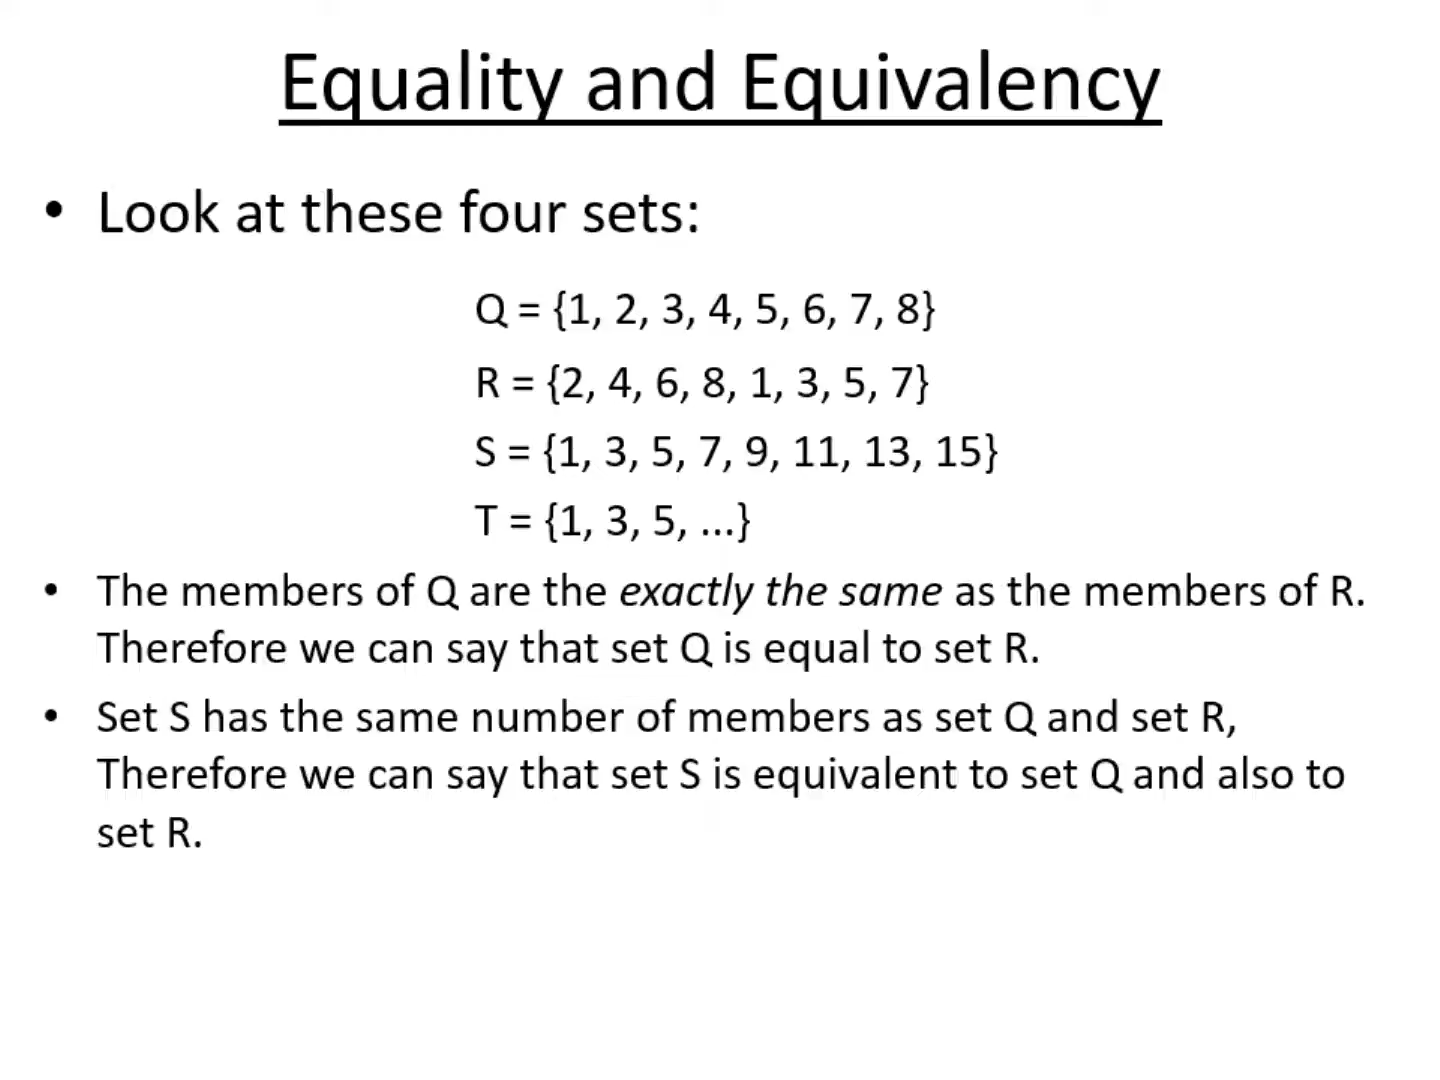 Equality and Equivalency
• Look at these four sets:
Q = {1, 2, 3, 4, 5, 6, 7, 8}
R = {2, 4, 6, 8, 1, 3, 5, 7}
S = {1, 3, 5, 7, 9, 11, 13, 15}
T = {1, 3, 5, ...}
• The members of Q are the exactly the same as the members of R.
Therefore we can say that set Q is equal to set R.
• Set S has the same number of members as set Q and set R,
Therefore we can say that set S is equivalent to set Q and also to
set R.